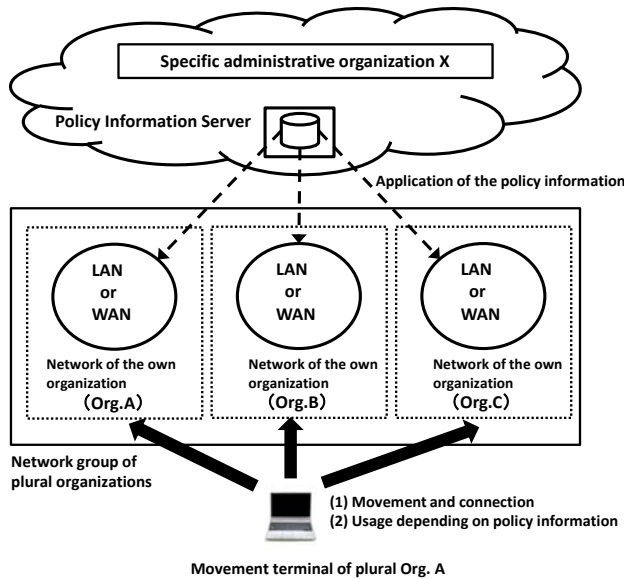 Specific administrative organization X
Policy Information Server
Application of the policy information
LAN
or
WAN
Network of the own
organization
(Org.A)
LAN
or
WAN
Network of the own
organization
(Org.B)
LAN
or
WAN
Network of the own
organization
(Org.C)
Network group of
plural organizations
(1) Movement and connection
(2) Usage depending on policy information
Movement terminal of plural Org. A